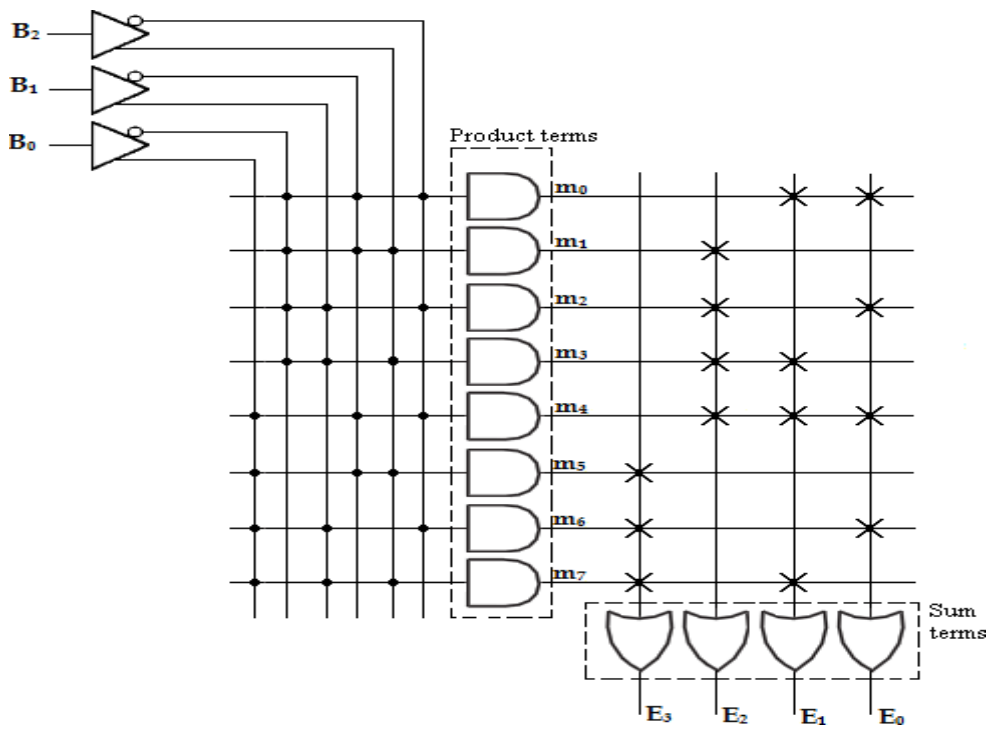 B₂
B₁
B₀
Product terms
m₀
m₁
m₂
m₃
m₄
m₅
m₆
m₇
Sum
terms
E₃ E₂ E₁ E₀